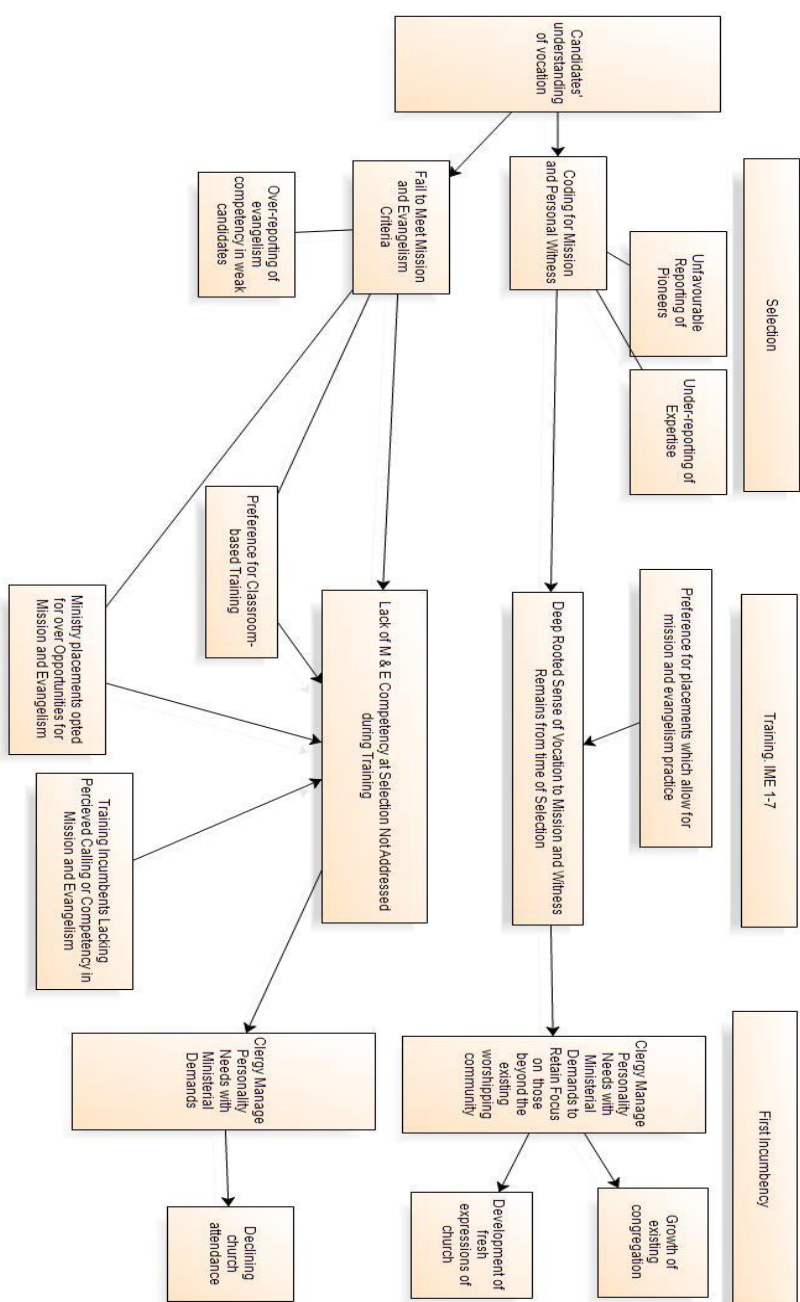 Selection
Training. IME 1-7
First Incumbency
Candidates'
understanding
of vocation
Unfavourable
Reporting of
Pioneers
Under-reporting of
Expertise
Coding for Mission
and Personal Witness
Fail to Meet Mission
and Evangelism
Criteria
Over-reporting of
evangelism
competency in weak
candidates
Preference for placements which allow for
mission and evangelism practice
Deep Rooted Sense of Vocation to Mission and Witness
Remains from time of Selection
Lack of M & E Competency at Selection Not Addressed
during Training
Preference for Classroom-
based Training
Ministry placements opted
for over Opportunities for
Mission and Evangelism
Training Incumbents Lacking
Percieved Calling or Competency in
Mission and Evangelism
Clergy Manage
Personality
Needs with
Ministerial
Demands to
Retain Focus
on those
beyond the
existing
worshipping
community
Clergy Manage
Personality
Needs with
Ministerial
Demands
Growth of
existing
congregation
Development of
fresh
expressions of
church
Declining
church
attendance